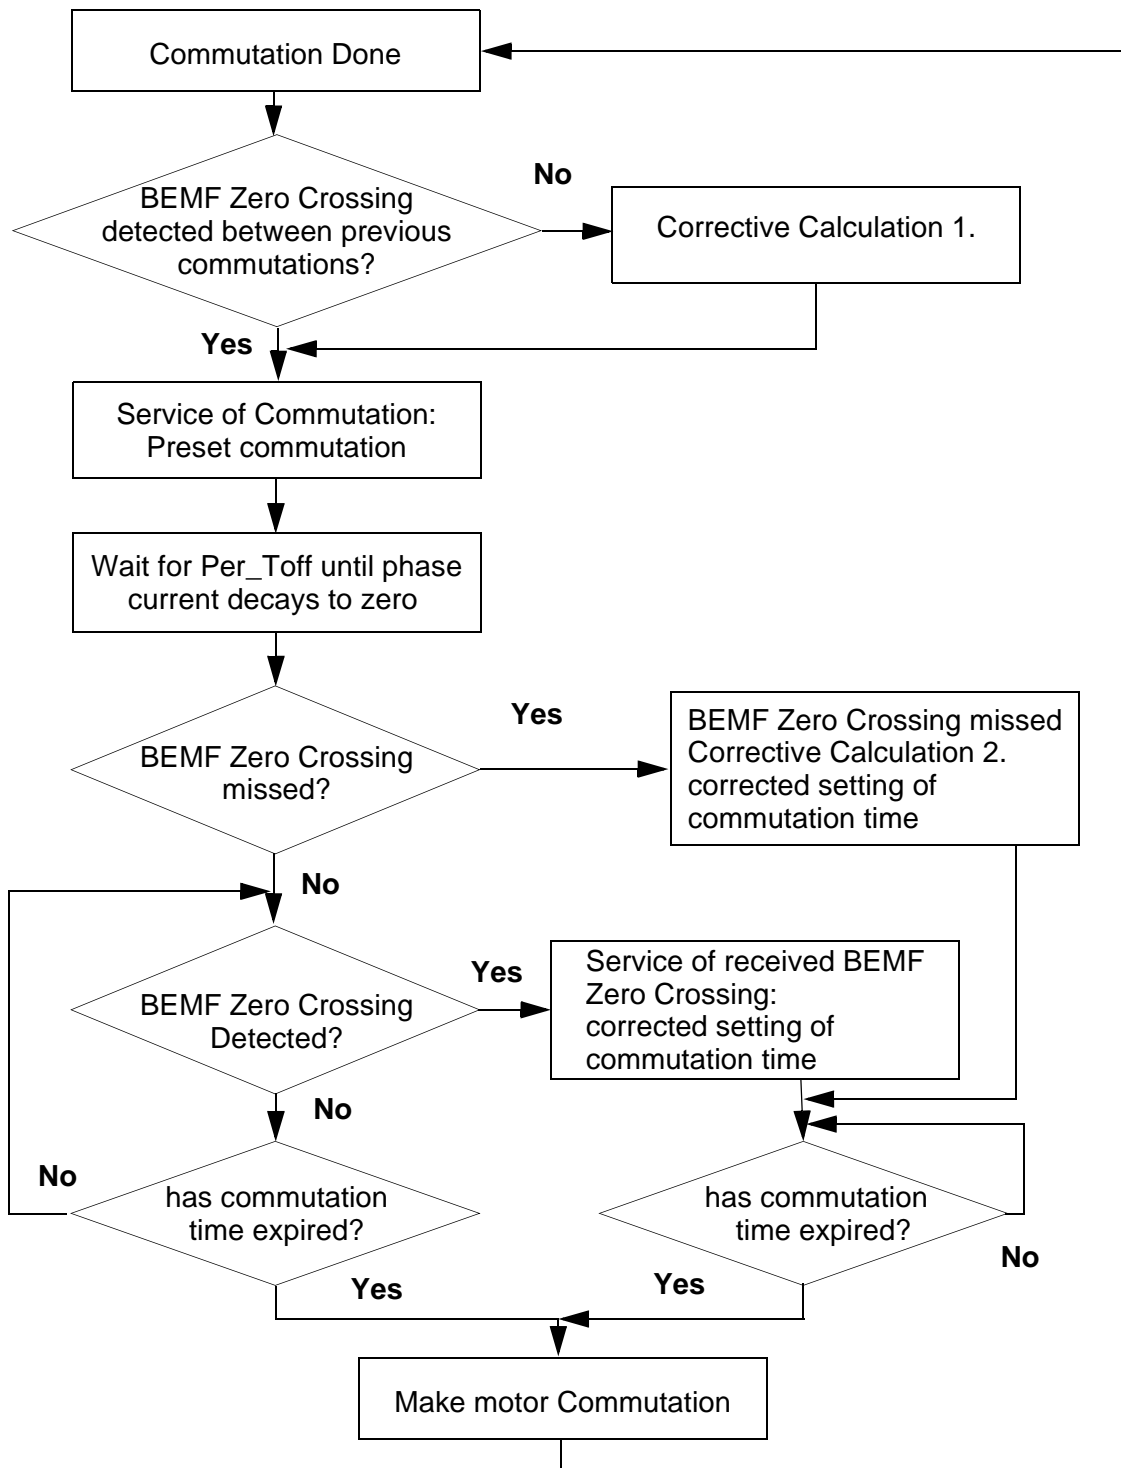 Commutation Done
No
BEMF Zero Crossing
detected between previous
commutations?
Corrective Calculation 1.
Yes
Service of Commutation:
Preset commutation
Wait for Per_Toff until phase
current decays to zero
Yes
BEMF Zero Crossing
missed?
BEMF Zero Crossing missed
Corrective Calculation 2.
corrected setting of
commutation time
No
BEMF Zero Crossing
Detected?
Yes
Service of received BEMF
Zero Crossing:
corrected setting of
commutation time
No
No
has commutation
time expired?
has commutation
time expired?
No
Yes
Yes
Make motor Commutation